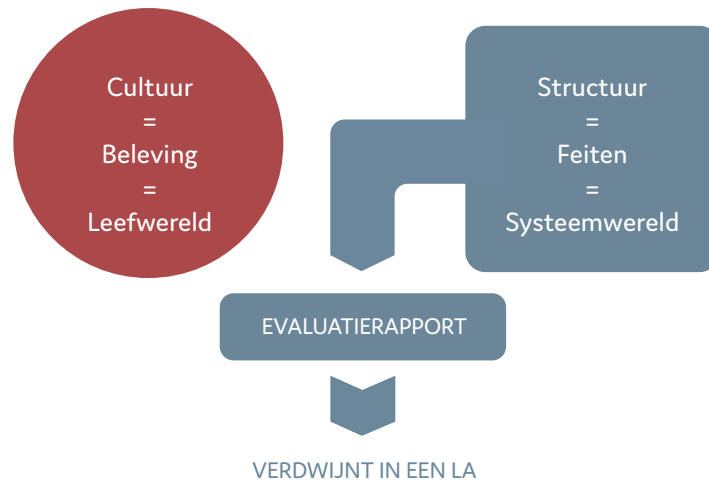 Cultuur
=
Beleving
=
Leefwereld
Structuur
=
Feiten
=
Systeemwereld
EVALUATIERAPPORT
VERDWIJNT IN EEN LA